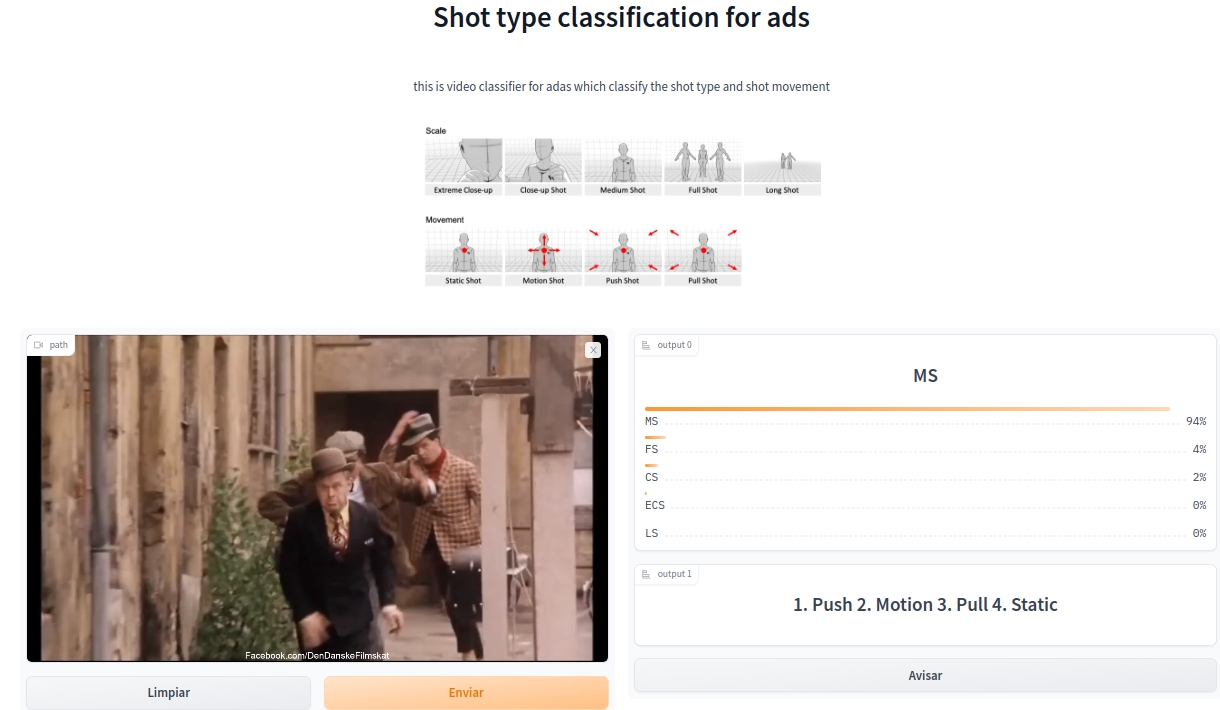 Shot type classification for ads
this is video classifier for adas which classify the shot type and shot movement
Scale
Extreme Close-up
Close-up Shot
Medium Shot
Full Shot
Long Shot
Movement
Static Shot
Motion Shot
Push Shot
Pull Shot
path
Facebook.com/DenDanskeFilmskat
Limpiar
Enviar
output 0
MS
MS 94%
FS 4%
CS 2%
ECS 0%
LS 0%
output 1
1. Push 2. Motion 3. Pull 4. Static
Avisar